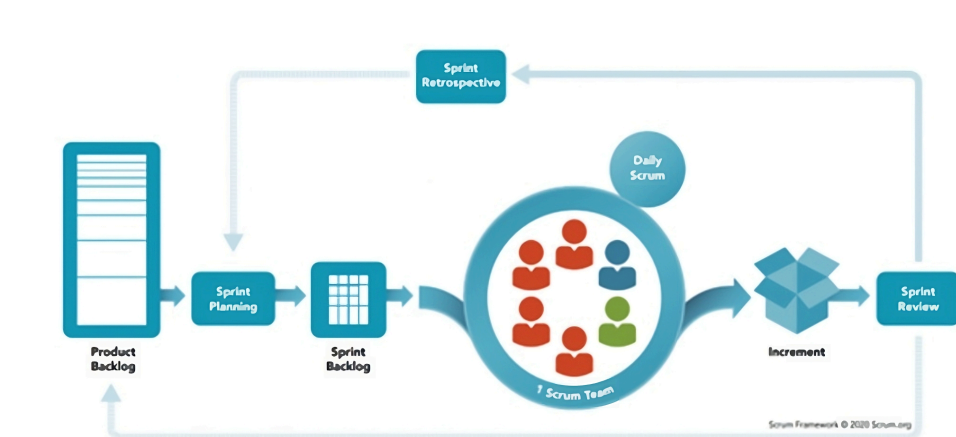 Sprint
Retrospective
Daily
Scrum
Sprint
Planning
Sprint
Review
Product
Backlog
Sprint
Backlog
Increment
1 Scrum Team
Scrum Framework © 2020 Scrum.org